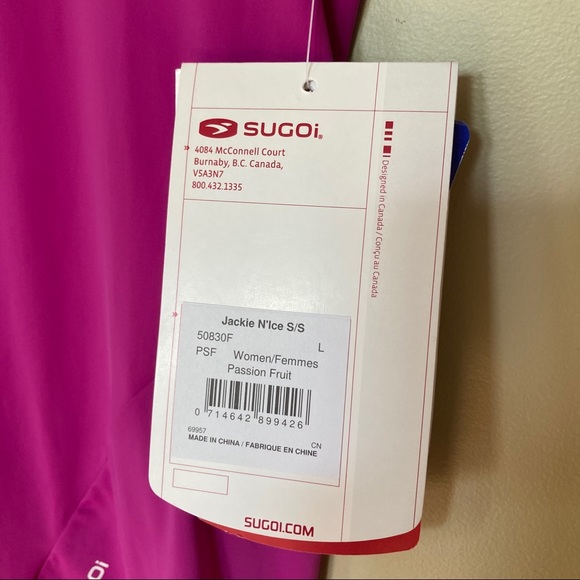 SUGOi®
4084 McConnell Court
Burnaby, B.C. Canada,
V5A3N7
800.432.1335
Designed in Canada / Conçu au Canada
Jackie N'Ice S/S
50830F L
PSF Women/Femmes
Passion Fruit
0 714642 899426
69957 CN
MADE IN CHINA / FABRIQUE EN CHINE
SUGOI.COM